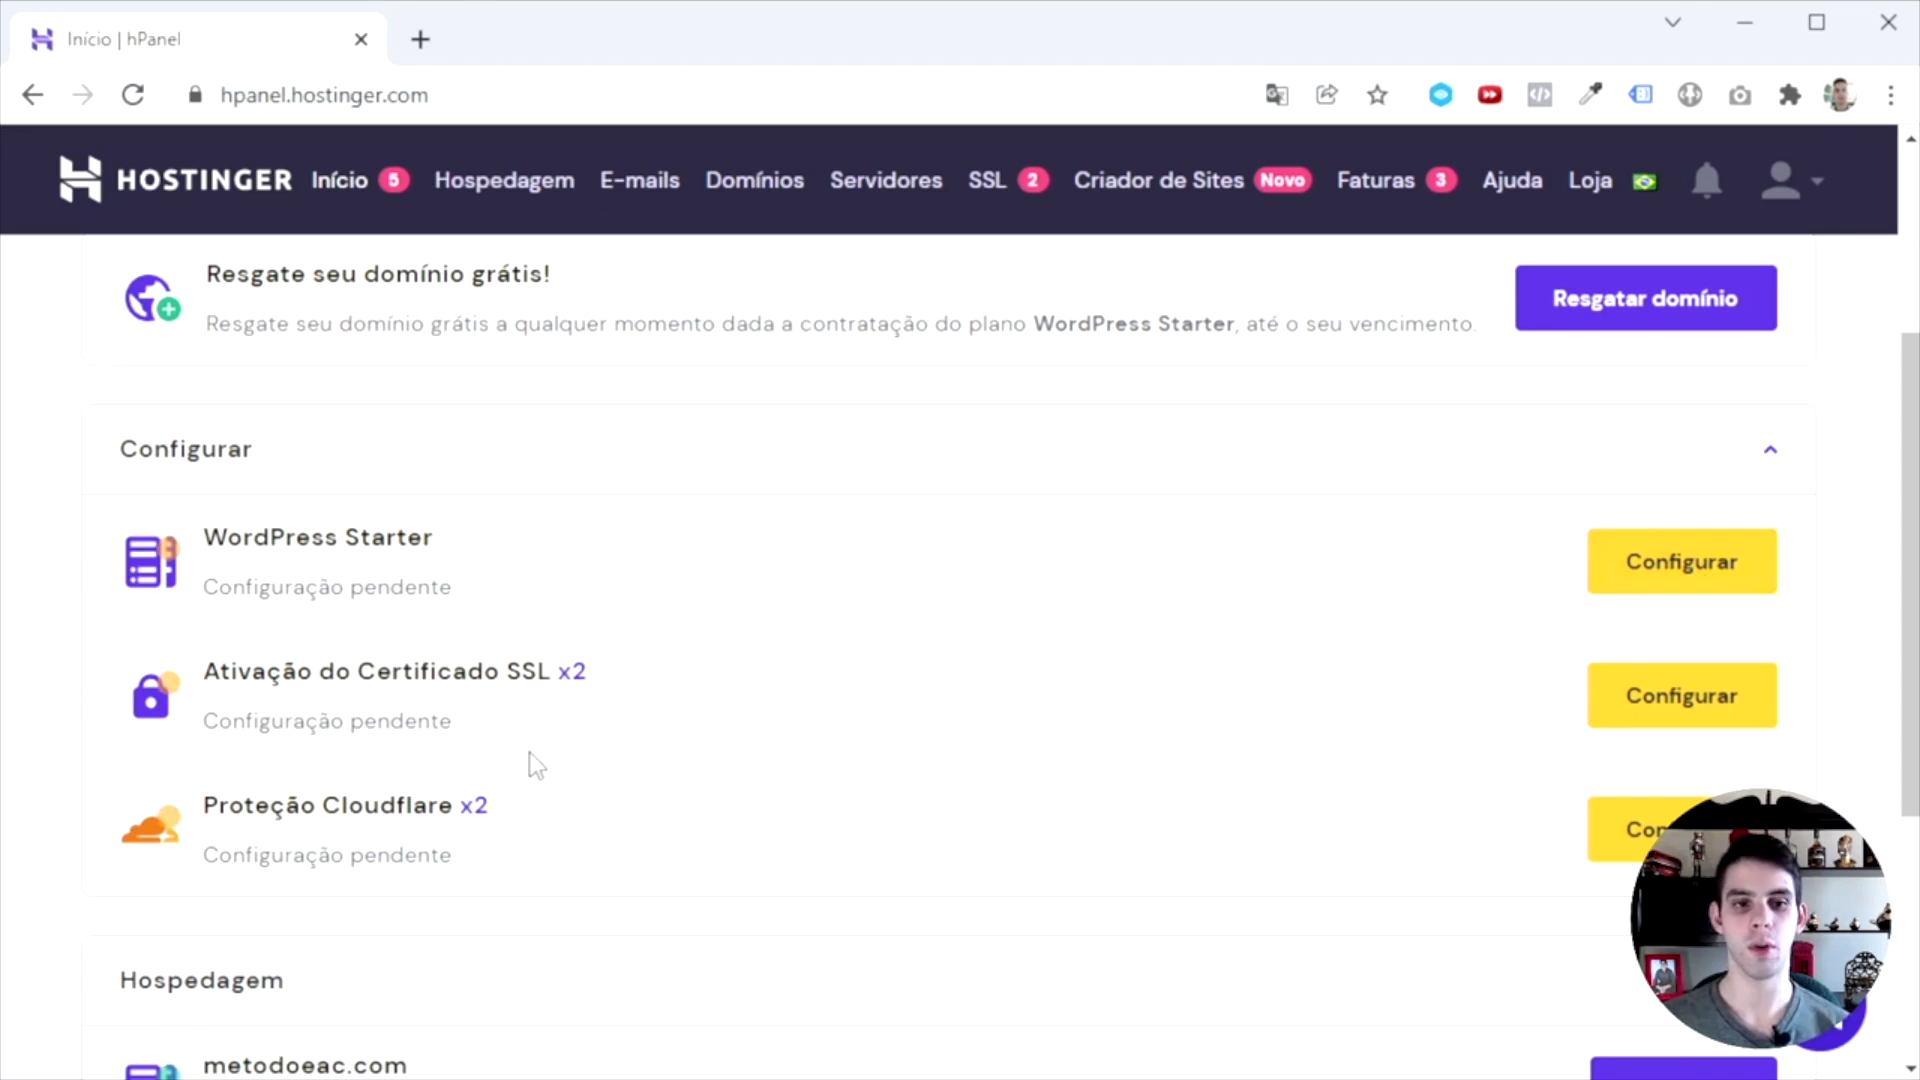 Início | hPanel
hpanel.hostinger.com
HOSTINGER Início 5 Hospedagem E-mails Domínios Servidores SSL 2 Criador de Sites Novo Faturas 3 Ajuda Loja
Resgate seu domínio grátis!
Resgate seu domínio grátis a qualquer momento dada a contratação do plano WordPress Starter, até o seu vencimento.
Resgatar domínio
Configurar
WordPress Starter
Configuração pendente
Configurar
Ativação do Certificado SSL x2
Configuração pendente
Configurar
Proteção Cloudflare x2
Configuração pendente
Hospedagem
metodoeac.com